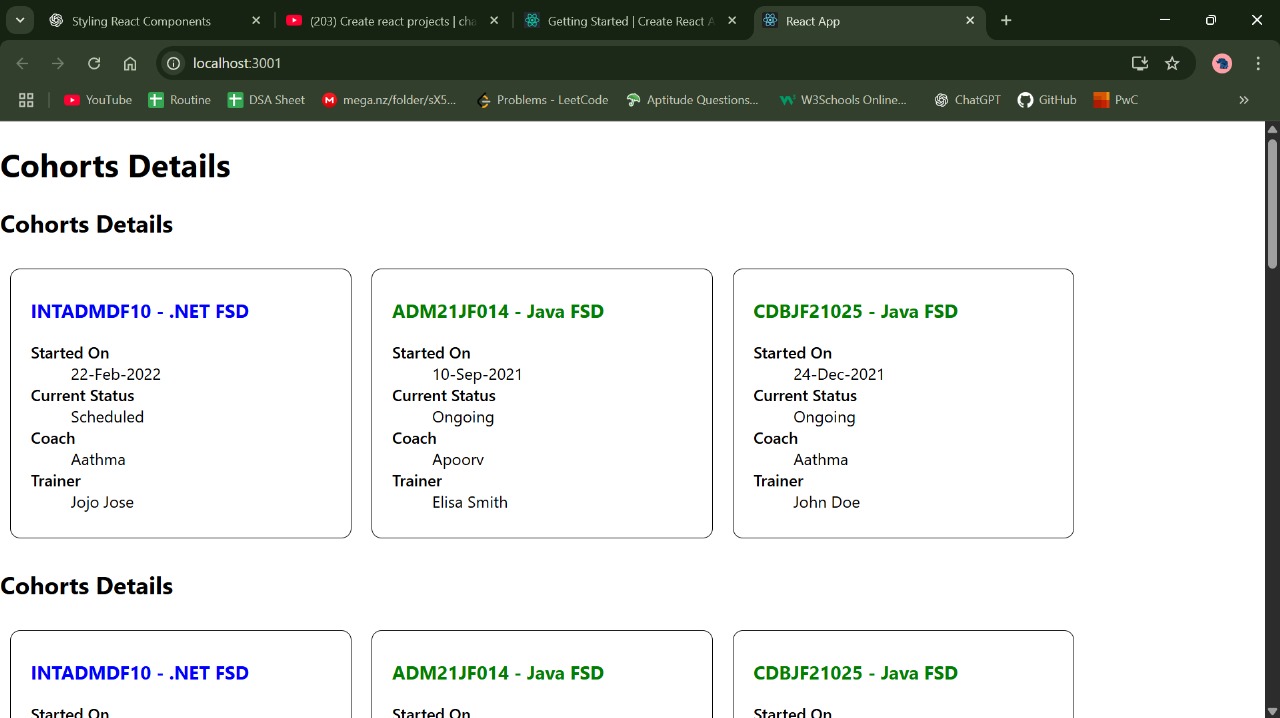 Styling React Components
(203) Create react projects | cha
Getting Started | Create React A
React App
localhost:3001
YouTube
Routine
DSA Sheet
mega.nz/folder/sX5...
Problems - LeetCode
Aptitude Questions...
W3Schools Online...
ChatGPT
GitHub
PwC
Cohorts Details
Cohorts Details
INTADMDF10 - .NET FSD
Started On
22-Feb-2022
Current Status
Scheduled
Coach
Aathma
Trainer
Jojo Jose
ADM21JF014 - Java FSD
Started On
10-Sep-2021
Current Status
Ongoing
Coach
Apoorv
Trainer
Elisa Smith
CDBJF21025 - Java FSD
Started On
24-Dec-2021
Current Status
Ongoing
Coach
Aathma
Trainer
John Doe
Cohorts Details
INTADMDF10 - .NET FSD
Started On
ADM21JF014 - Java FSD
Started On
CDBJF21025 - Java FSD
Started On